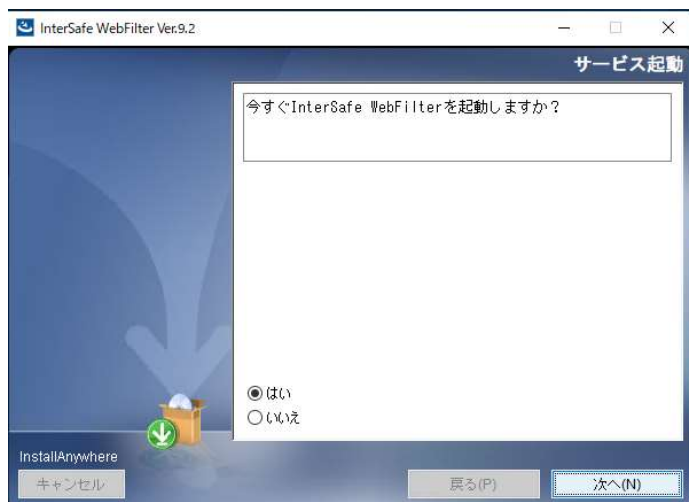 InterSafe WebFilter Ver.9.2
サービス起動
今すぐInterSafe WebFilterを起動しますか？
はい
いいえ
InstallAnywhere
キャンセル
戻る(P)
次へ(N)